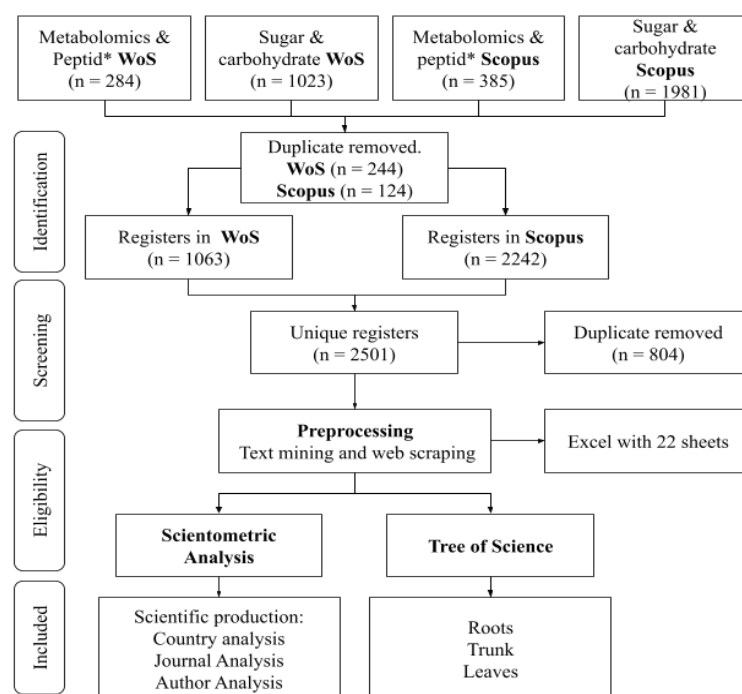 Metabolomics &
Peptid* WoS
(n = 284)
Sugar &
carbohydrate WoS
(n = 1023)
Metabolomics &
peptid* Scopus
(n = 385)
Sugar &
carbohydrate
Scopus
(n = 1981)
Identification
Duplicate removed.
WoS (n = 244)
Scopus (n = 124)
Registers in WoS
(n = 1063)
Registers in Scopus
(n = 2242)
Screening
Unique registers
(n = 2501)
Duplicate removed
(n = 804)
Eligibility
Preprocessing
Text mining and web scraping
Excel with 22 sheets
Scientometric
Analysis
Tree of Science
Included
Scientific production:
Country analysis
Journal Analysis
Author Analysis
Roots
Trunk
Leaves